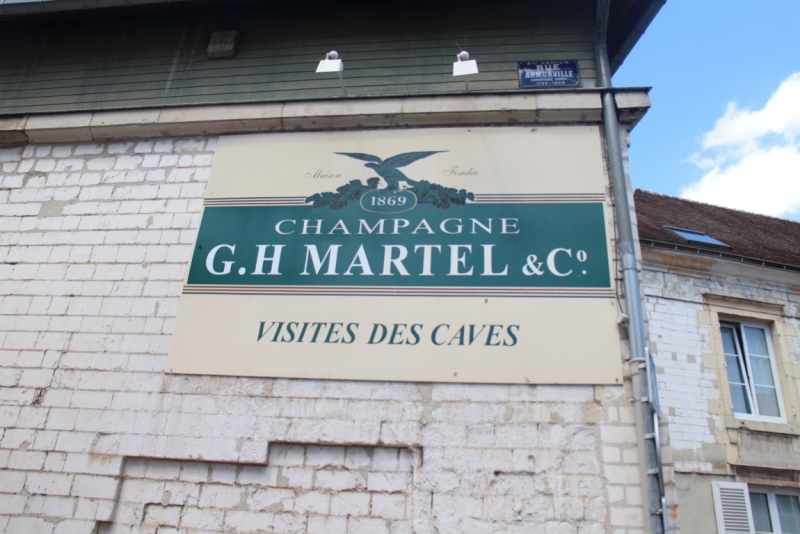 RUE
ARMONVILLE
Maison Fondée
1869
CHAMPAGNE
G.H MARTEL & Cº.
VISITES DES CAVES